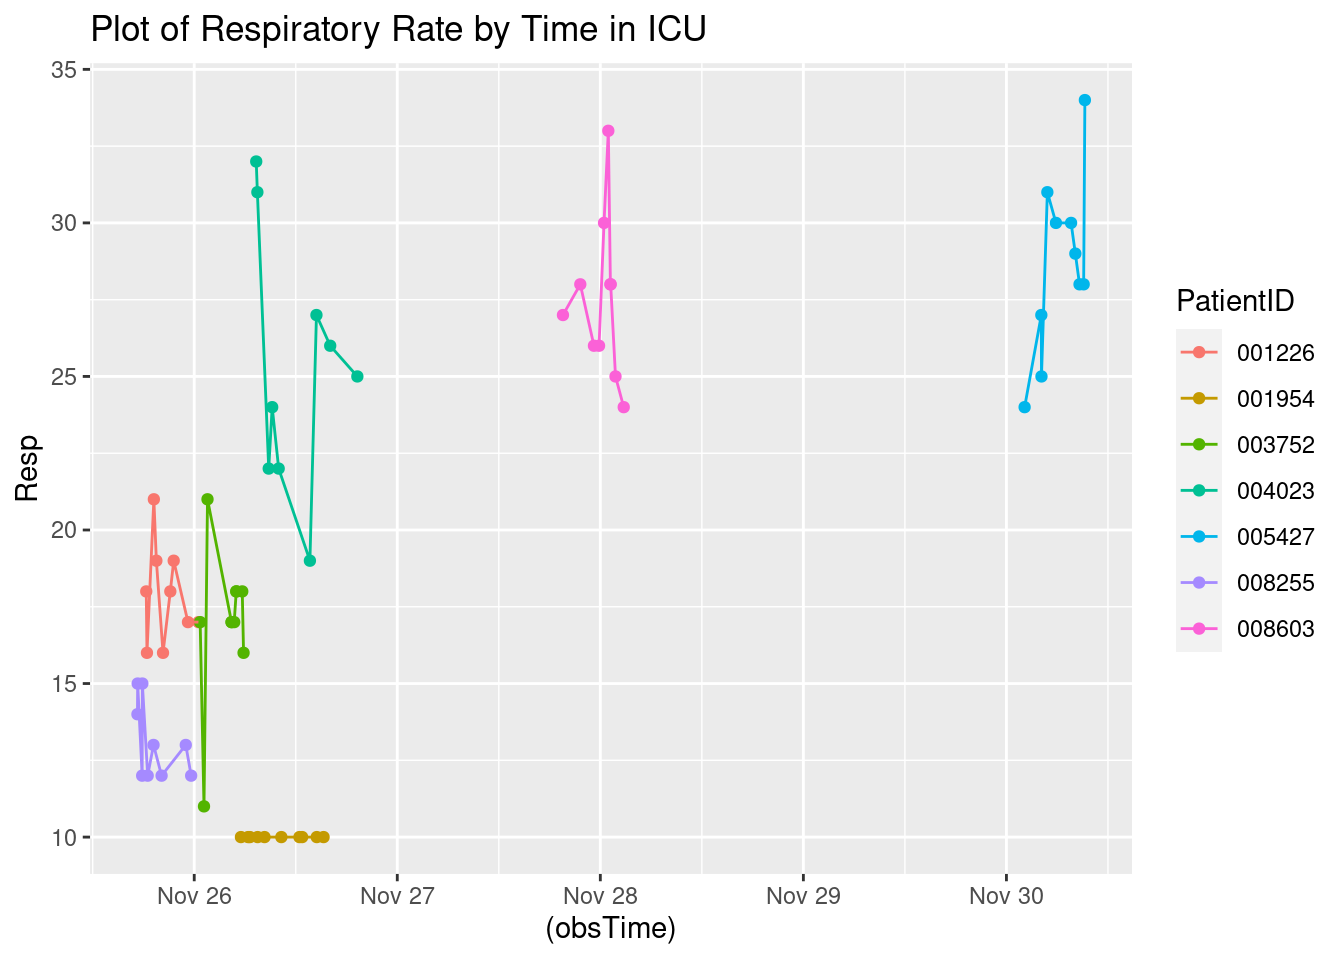 Plot of Respiratory Rate by Time in ICU
35
30
25
20
15
10
Resp
Nov 26 Nov 27 Nov 28 Nov 29 Nov 30
(obsTime)
PatientID
001226
001954
003752
004023
005427
008255
008603